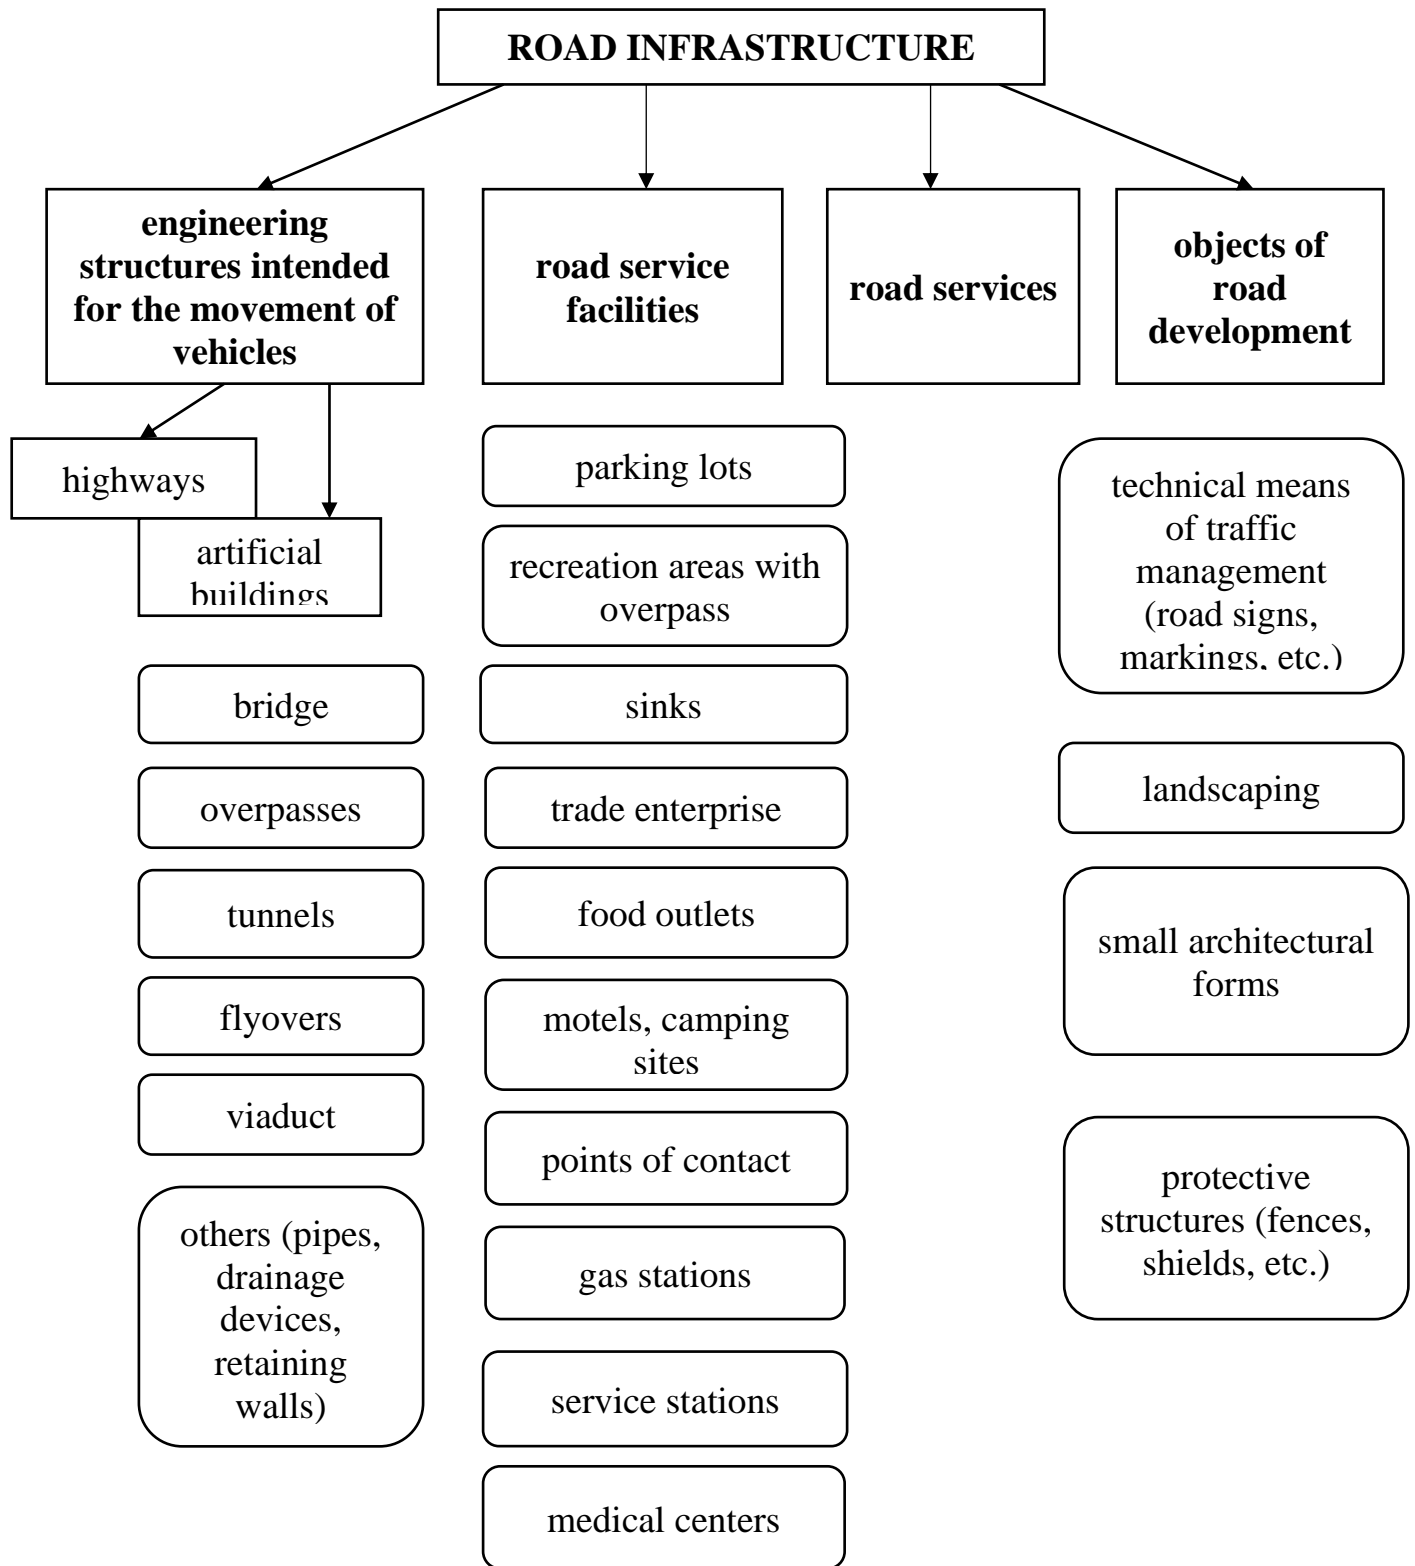 ROAD INFRASTRUCTURE
engineering
structures intended
for the movement of
vehicles
road service
facilities
road services
objects of
road
development
highways
artificial
buildings
bridge
overpasses
tunnels
flyovers
viaduct
others (pipes,
drainage
devices,
retaining
walls)
parking lots
recreation areas with
overpass
sinks
trade enterprise
food outlets
motels, camping
sites
points of contact
gas stations
service stations
medical centers
technical means
of traffic
management
(road signs,
markings, etc.)
landscaping
small architectural
forms
protective
structures (fences,
shields, etc.)